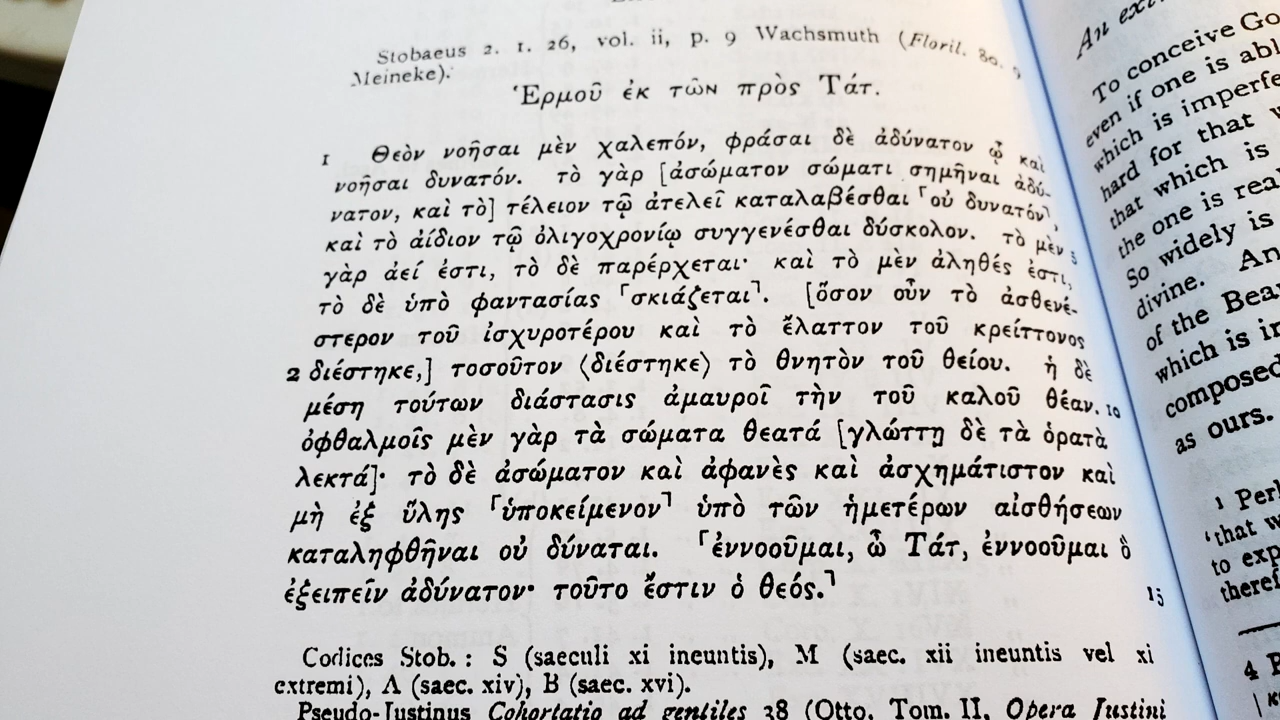 Stobaeus 2. 1. 26, vol. ii, p. 9 Wachsmuth (Floril. 80. 9
Meineke).
Ἑρμοῦ ἐκ τῶν πρὸς Τάτ.
1 Θεὸν νοῆσαι μὲν χαλεπόν, φράσαι δὲ ἀδύνατον ᾧ καὶ
νοῆσαι δυνατόν. τὸ γὰρ [ἀσώματον σώματι σημῆναι ἀδύ-
νατον, καὶ τὸ] τέλειον τῷ ἀτελεῖ καταλαβέσθαι ⌜οὐ δυνατόν⌝,
καὶ τὸ ἀίδιον τῷ ὀλιγοχρονίῳ συγγενέσθαι δύσκολον. τὸ μὲν 5
γὰρ ἀεί ἐστι, τὸ δὲ παρέρχεται· καὶ τὸ μὲν ἀληθές ἐστι,
τὸ δὲ ὑπὸ φαντασίας ⌜σκιάζεται⌝. [ὅσον οὖν τὸ ἀσθενέ-
στερον τοῦ ἰσχυροτέρου καὶ τὸ ἔλαττον τοῦ κρείττονος
2 διέστηκε,] τοσοῦτον ⟨διέστηκε⟩ τὸ θνητὸν τοῦ θείου. ἡ δὲ
μέση τούτων διάστασις ἀμαυροῖ τὴν τοῦ καλοῦ θέαν. 10
ὀφθαλμοῖς μὲν γὰρ τὰ σώματα θεατά [γλώττῃ δὲ τὰ ὁρατὰ
λεκτά]· τὸ δὲ ἀσώματον καὶ ἀφανὲς καὶ ἀσχημάτιστον καὶ
μὴ ἐξ ὕλης ⌜ὑποκείμενον⌝ ὑπὸ τῶν ἡμετέρων αἰσθήσεων
καταληφθῆναι οὐ δύναται. ⌜ἐννοοῦμαι, ὦ Τάτ, ἐννοοῦμαι ὃ
ἐξειπεῖν ἀδύνατον· τοῦτο ἔστιν ὁ θεός.⌝ 15
Codices Stob.: S (saeculi xi ineuntis), M (saec. xii ineuntis vel xi
extremi), A (saec. xiv), B (saec. xvi).
Pseudo-Justinus Cohortatio ad gentiles 38 (Otto, Tom. II, Opera Iustini
An
To conceive
even if one is
which is
hard for that
that which is
the one is
So widely is
divine.
of the
which is
composed
as ours.
1
'that
to
4